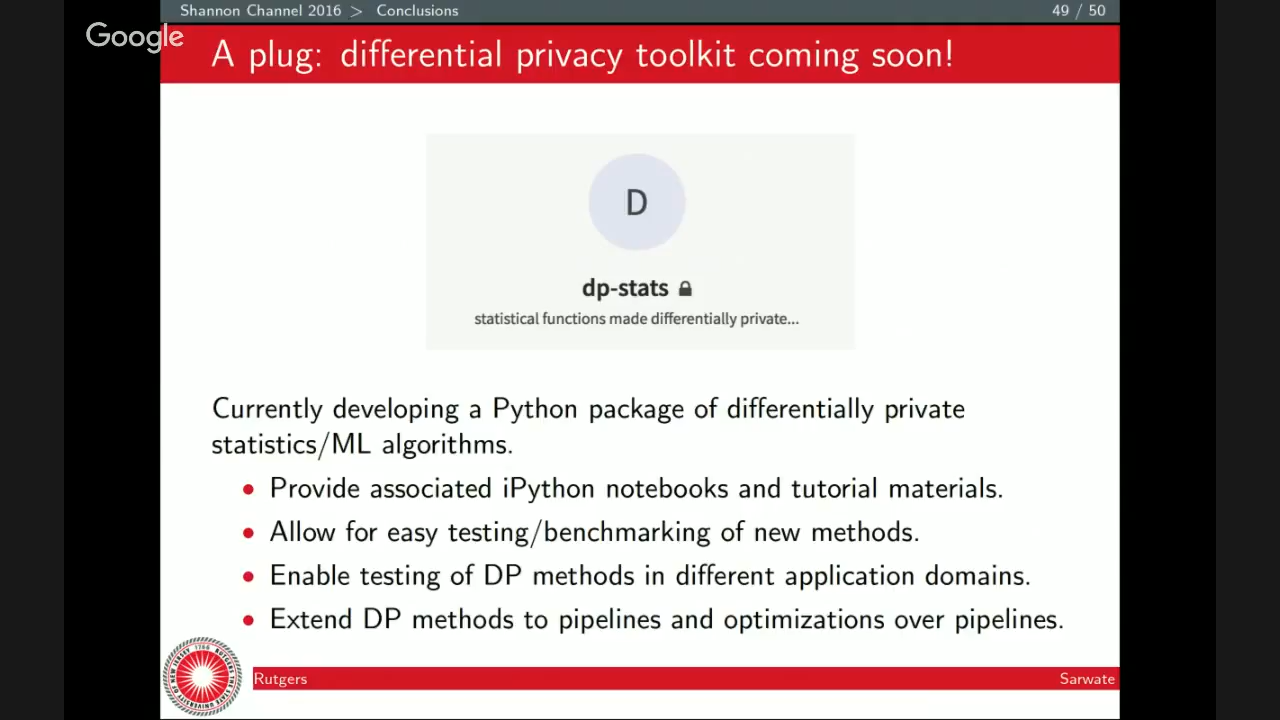 Shannon Channel 2016 > Conclusions 49 / 50
Google
A plug: differential privacy toolkit coming soon!
D
dp-stats
statistical functions made differentially private...
Currently developing a Python package of differentially private
statistics/ML algorithms.
• Provide associated iPython notebooks and tutorial materials.
• Allow for easy testing/benchmarking of new methods.
• Enable testing of DP methods in different application domains.
• Extend DP methods to pipelines and optimizations over pipelines.
Rutgers Sarwate